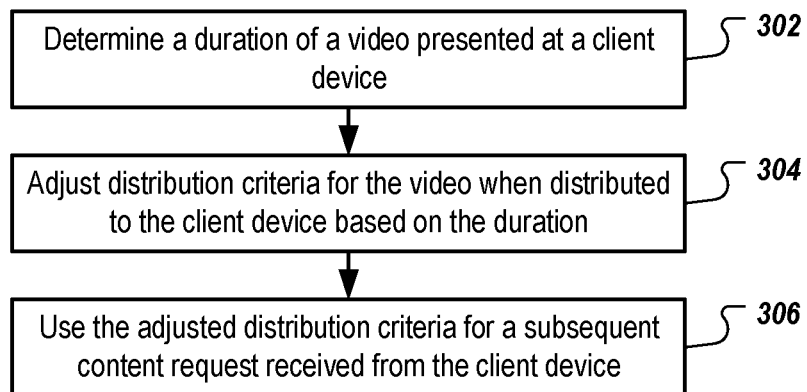 Determine a duration of a video presented at a client
device
302
Adjust distribution criteria for the video when distributed
to the client device based on the duration
304
Use the adjusted distribution criteria for a subsequent
content request received from the client device
306